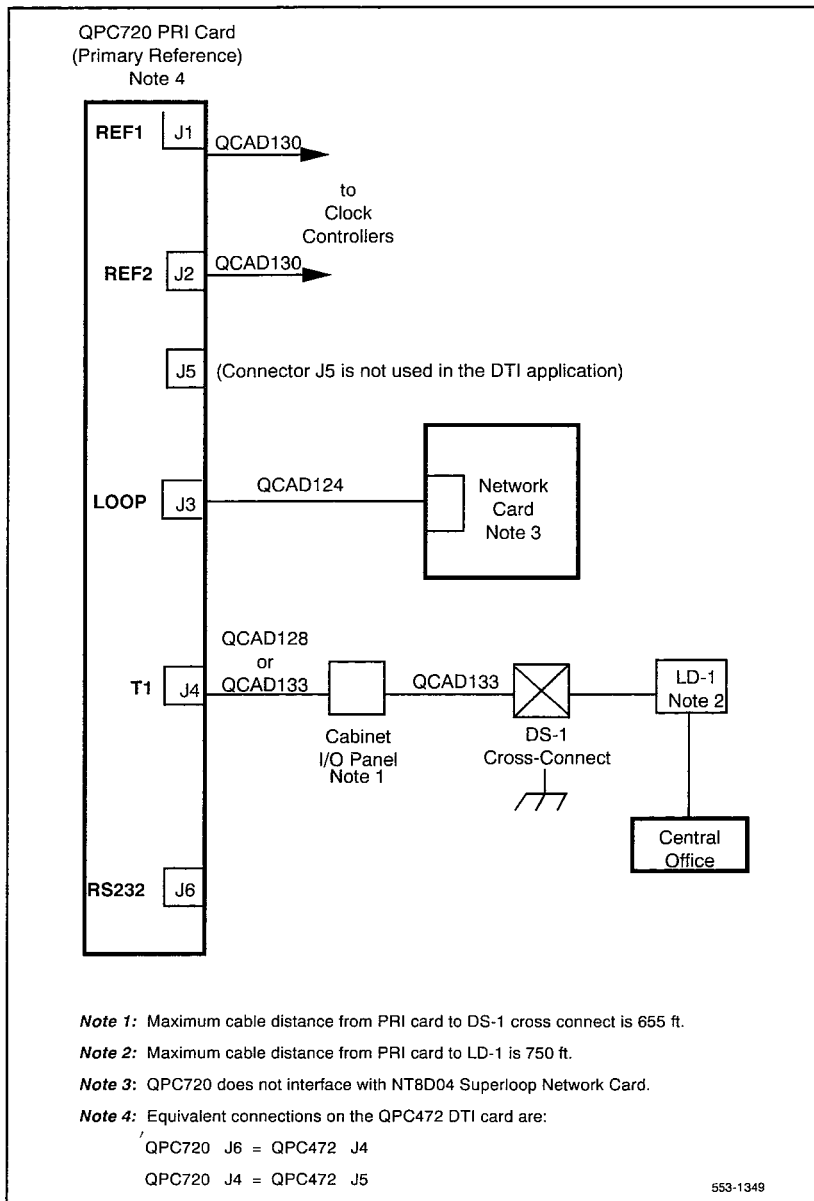 QPC720 PRI Card
(Primary Reference)
Note 4
REF1 J1 QCAD130
to
Clock
Controllers
REF2 J2 QCAD130
J5 (Connector J5 is not used in the DTI application)
LOOP J3 QCAD124
Network
Card
Note 3
QCAD128
or
T1 J4 QCAD133
Cabinet
I/O Panel
Note 1
QCAD133
DS-1
Cross-Connect
LD-1
Note 2
Central
Office
RS232 J6
Note 1: Maximum cable distance from PRI card to DS-1 cross connect is 655 ft.
Note 2: Maximum cable distance from PRI card to LD-1 is 750 ft.
Note 3: QPC720 does not interface with NT8D04 Superloop Network Card.
Note 4: Equivalent connections on the QPC472 DTI card are:
QPC720 J6 = QPC472 J4
QPC720 J4 = QPC472 J5
553-1349